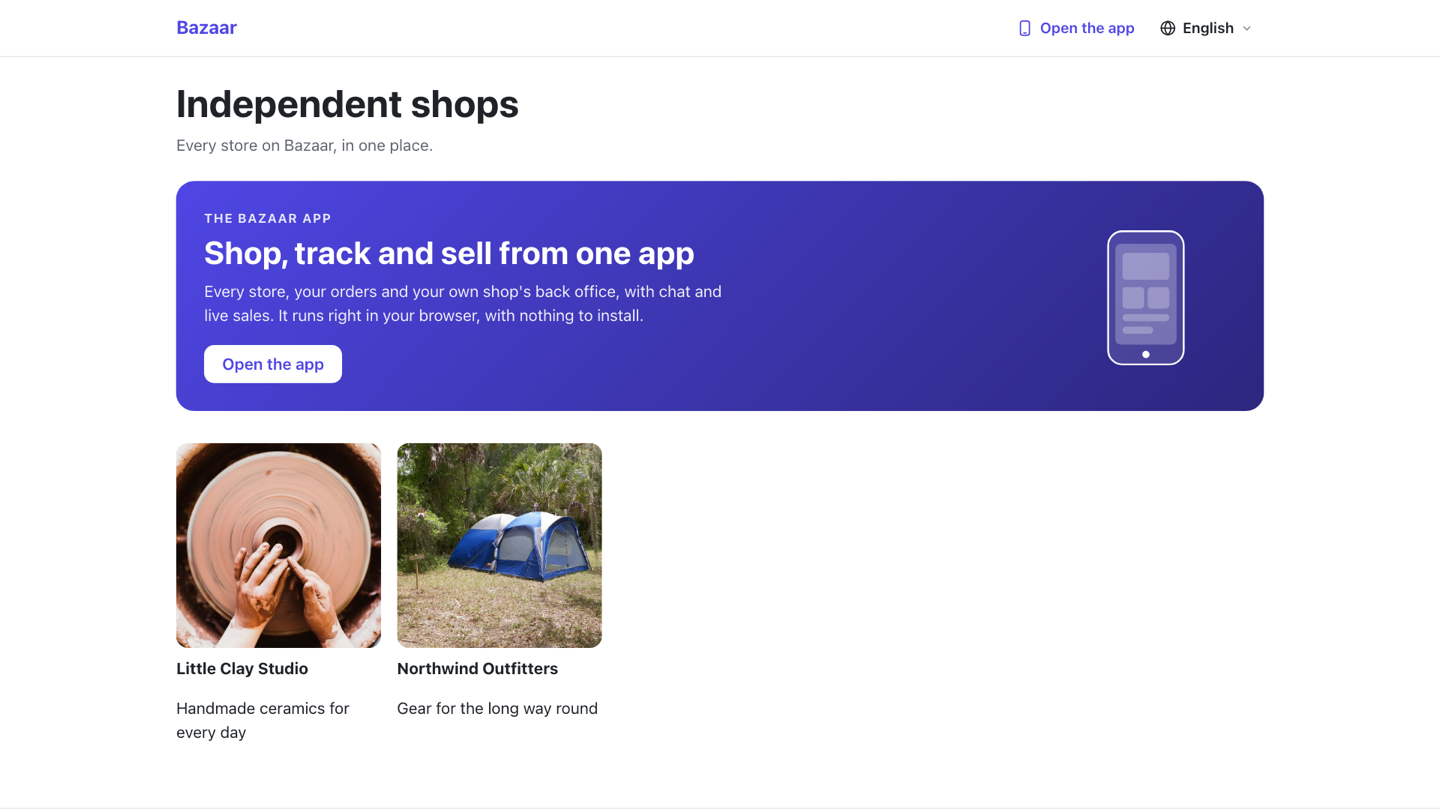 Bazaar
Open the app
English
Independent shops
Every store on Bazaar, in one place.
THE BAZAAR APP
Shop, track and sell from one app
Every store, your orders and your own shop's back office, with chat and
live sales. It runs right in your browser, with nothing to install.
Open the app
Little Clay Studio
Northwind Outfitters
Handmade ceramics for
every day
Gear for the long way round